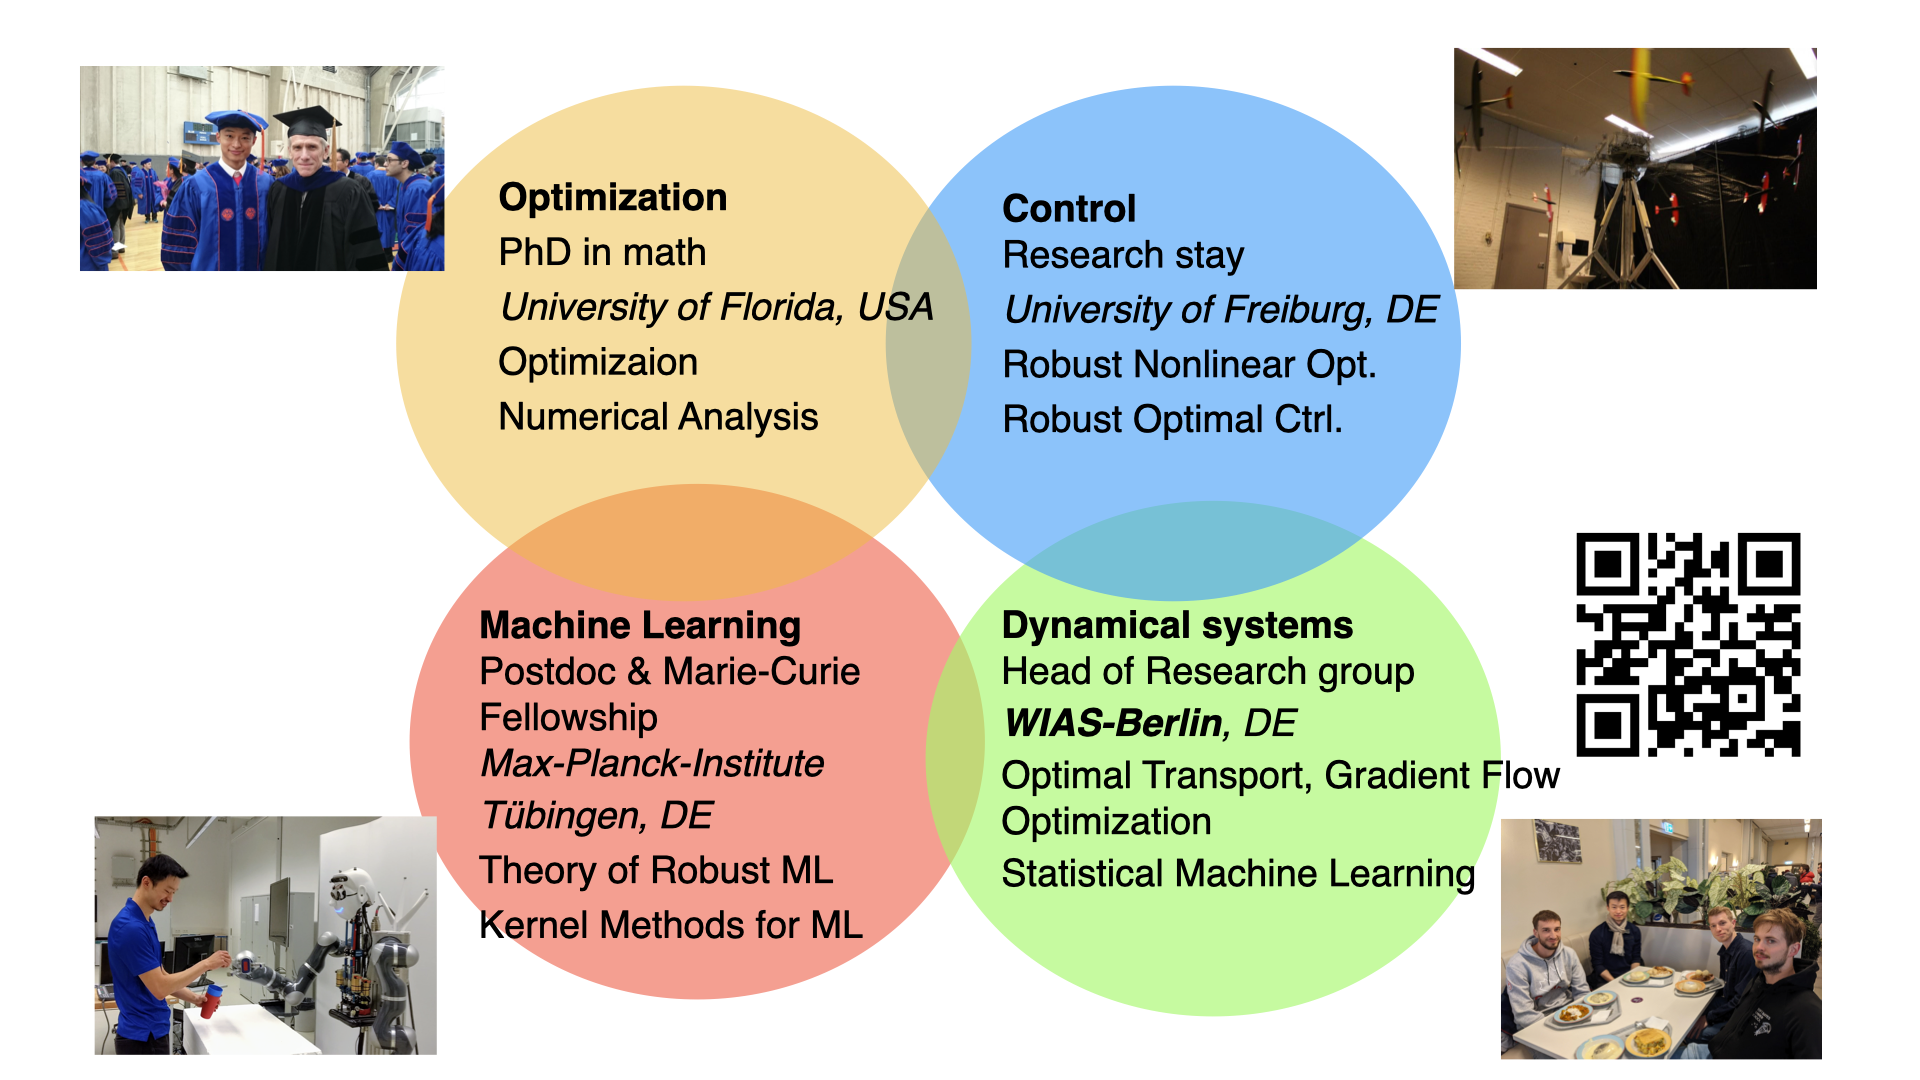 Optimization
PhD in math
University of Florida, USA
Optimizaion
Numerical Analysis
Control
Research stay
University of Freiburg, DE
Robust Nonlinear Opt.
Robust Optimal Ctrl.
Machine Learning
Postdoc & Marie-Curie
Fellowship
Max-Planck-Institute
Tübingen, DE
Theory of Robust ML
Kernel Methods for ML
Dynamical systems
Head of Research group
WIAS-Berlin, DE
Optimal Transport, Gradient Flow
Optimization
Statistical Machine Learning